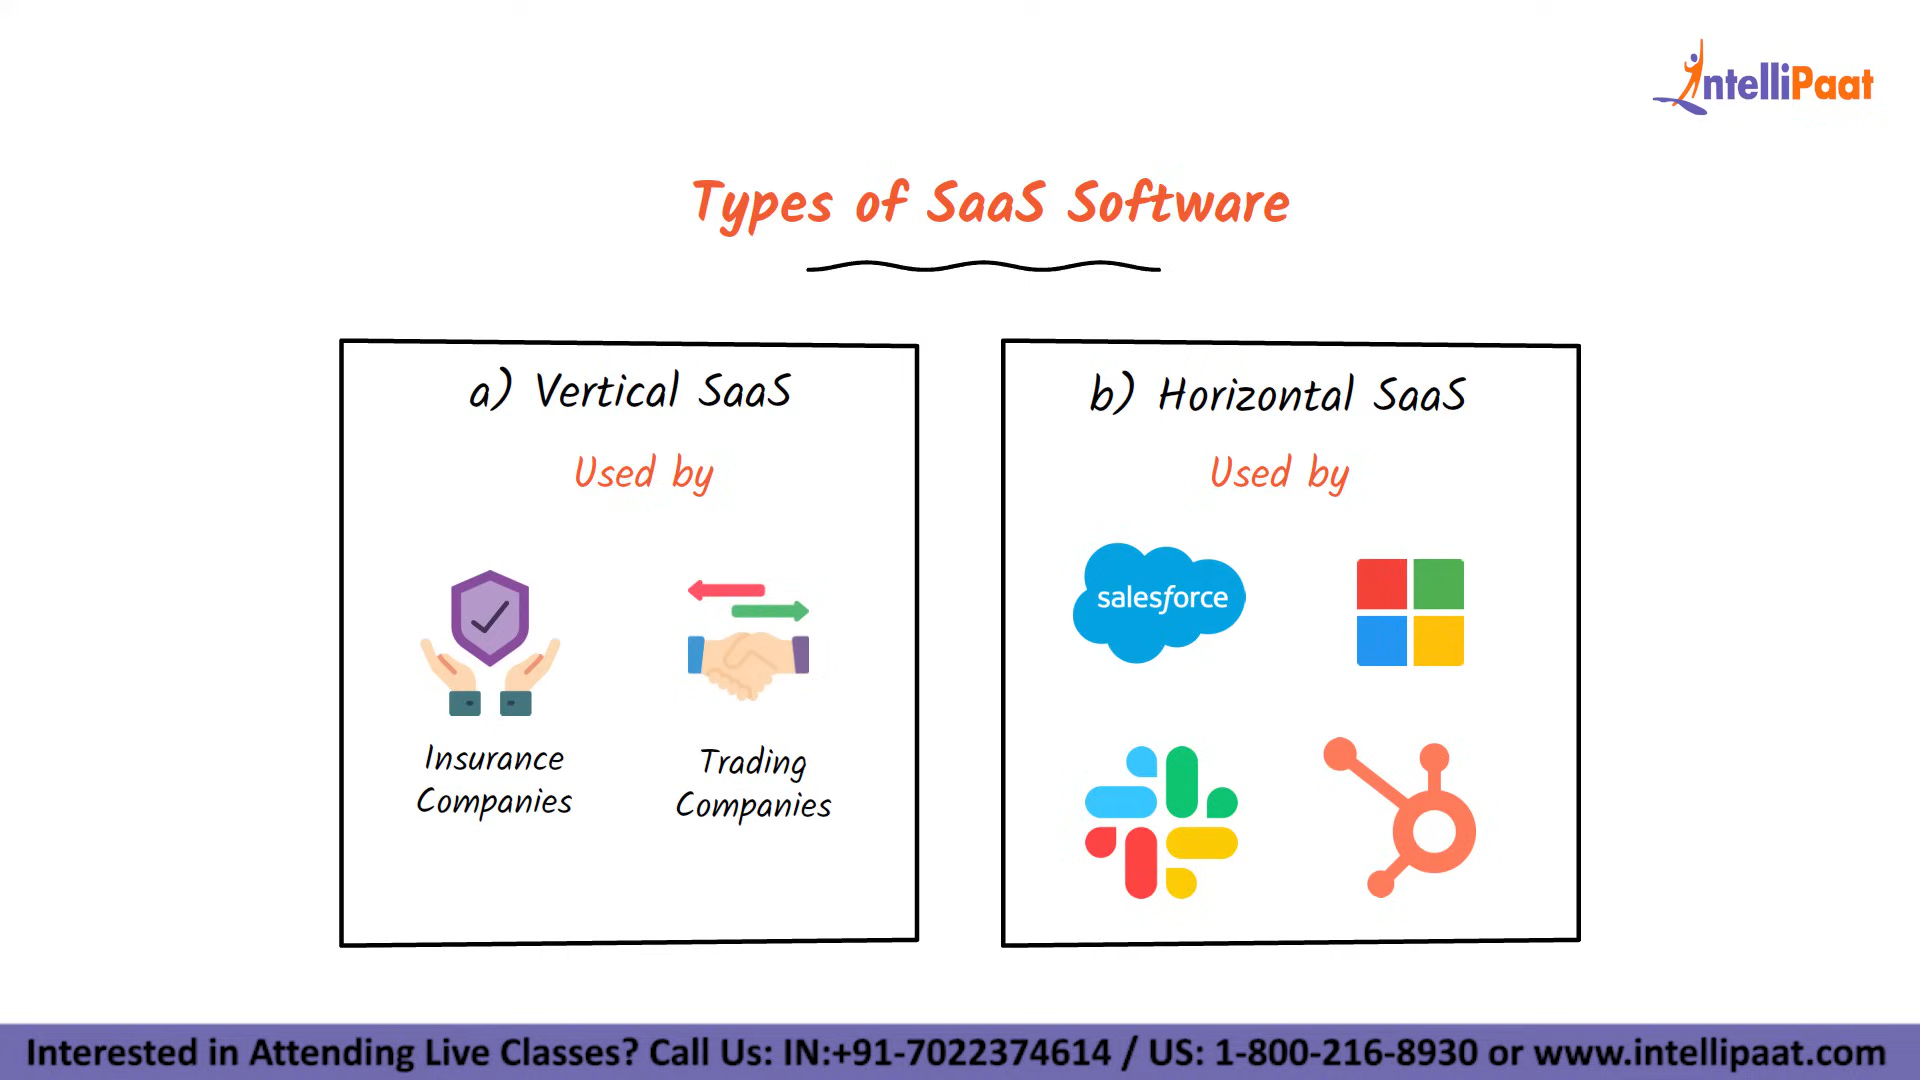 IntelliPaat
Types of SaaS Software
a) Vertical SaaS
Used by
Insurance
Companies
Trading
Companies
b) Horizontal SaaS
Used by
salesforce
Interested in Attending Live Classes? Call Us: IN:+91-7022374614 / US: 1-800-216-8930 or www.intellipaat.com